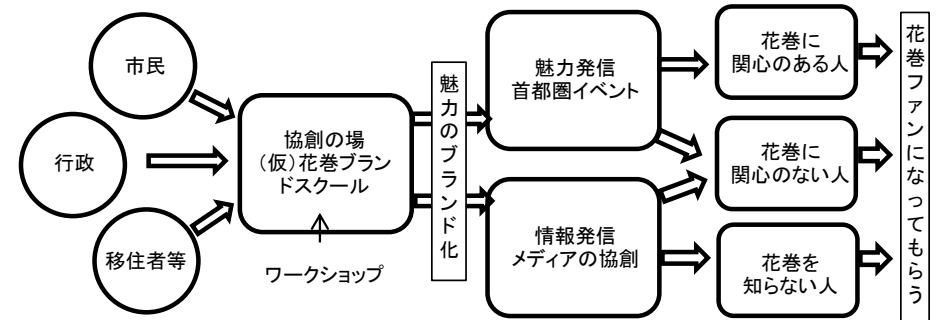 市民
行政
移住者等
協創の場
（仮）花巻ブラン
ドスクール
ワークショップ
魅力のブランド化
魅力発信
首都圏イベント
情報発信
メディアの協創
花巻に
関心のある人
花巻に
関心のない人
花巻を
知らない人
花巻ファンになってもらう